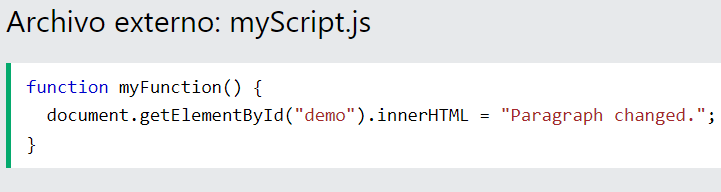 Archivo externo: myScript.js
function myFunction() {
  document.getElementById("demo").innerHTML = "Paragraph changed.";
}